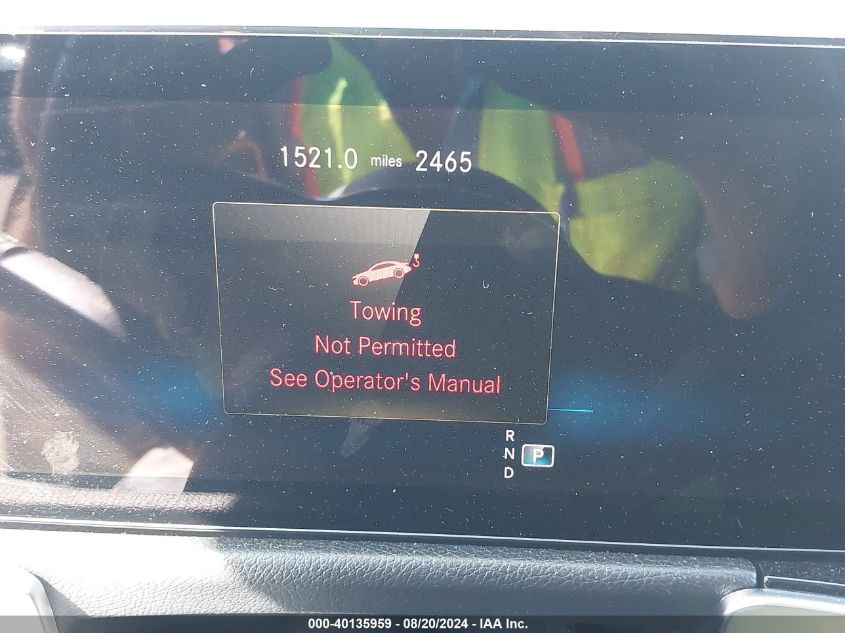 1521.0 miles 2465
Towing
Not Permitted
See Operator's Manual
R
N P
D
000-40135959 - 08/20/2024 - IAA Inc.